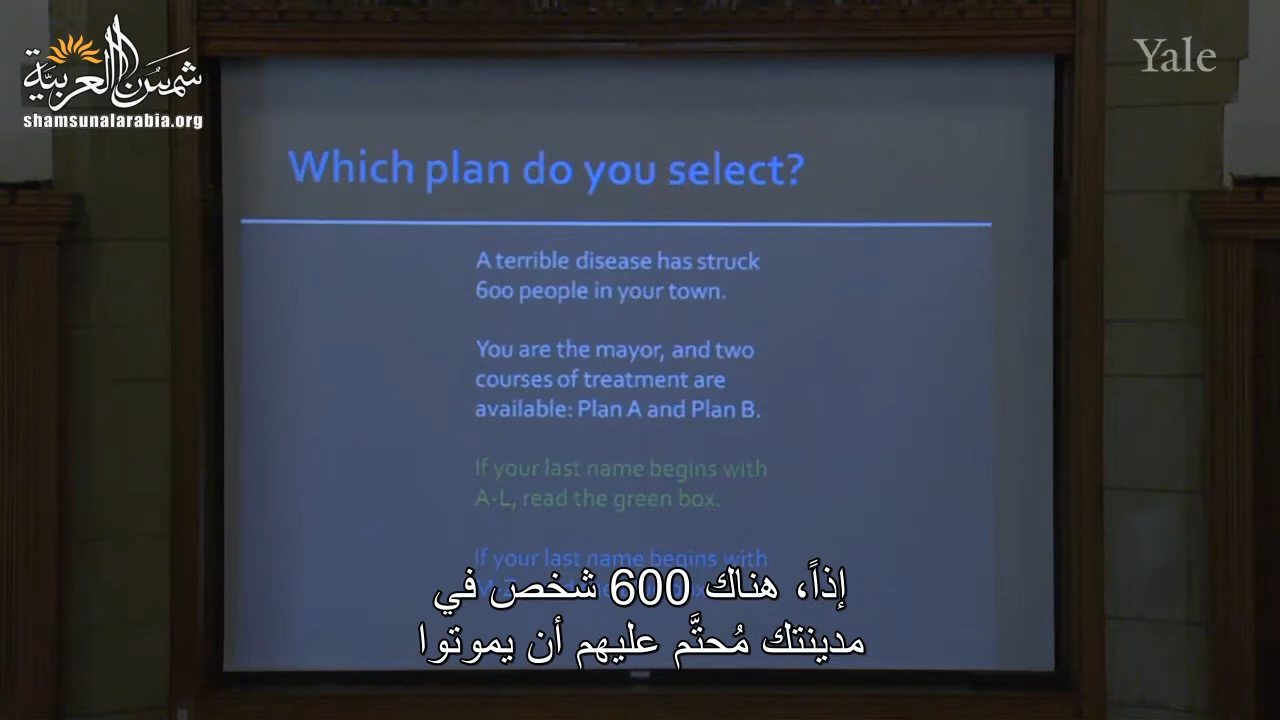 شمس العربية
shamsunalarabia.org
Yale
Which plan do you select?
A terrible disease has struck
600 people in your town.
You are the mayor, and two
courses of treatment are
available: Plan A and Plan B.
If your last name begins with
A-L, read the green box.
If your last name begins with
إذاً، هناك 600 شخص في
مدينتك مُحتَّم عليهم أن يموتوا